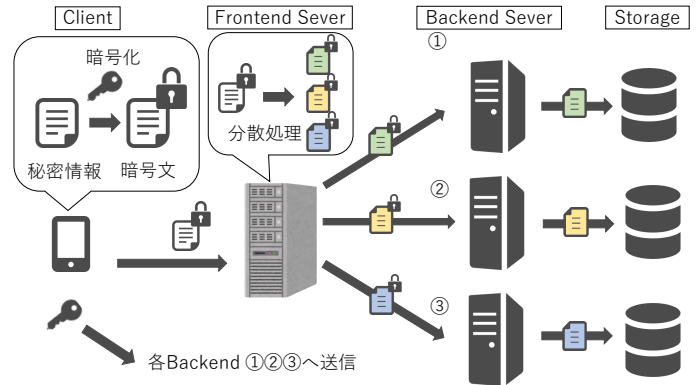 Client
Frontend Sever
Backend Sever
Storage
暗号化
秘密情報
暗号文
分散処理
①
②
③
各Backend ①②③へ送信